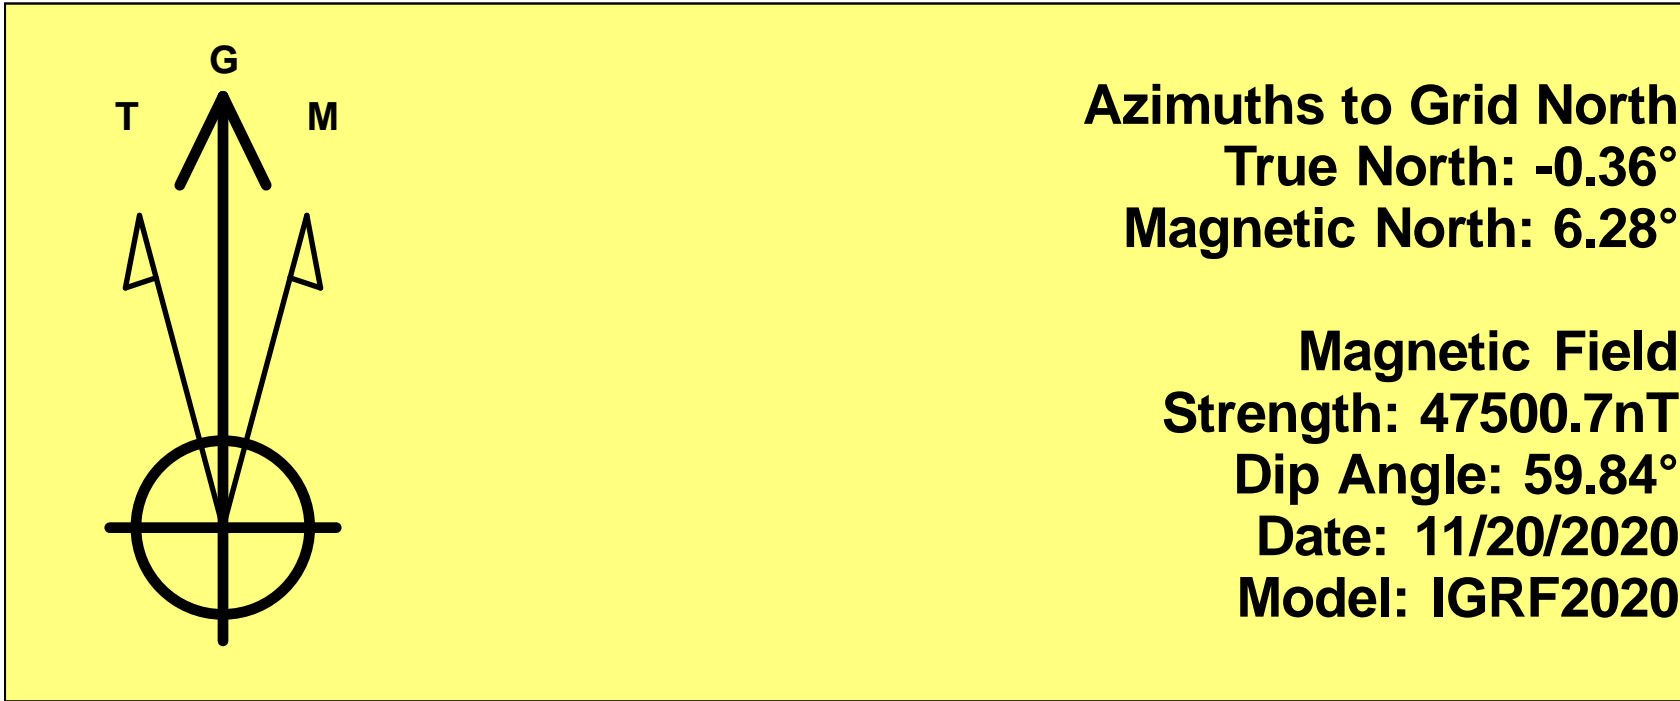 G
T
M
Azimuths to Grid North
True North: -0.36°
Magnetic North: 6.28°
Magnetic Field
Strength: 47500.7nT
Dip Angle: 59.84°
Date: 11/20/2020
Model: IGRF2020